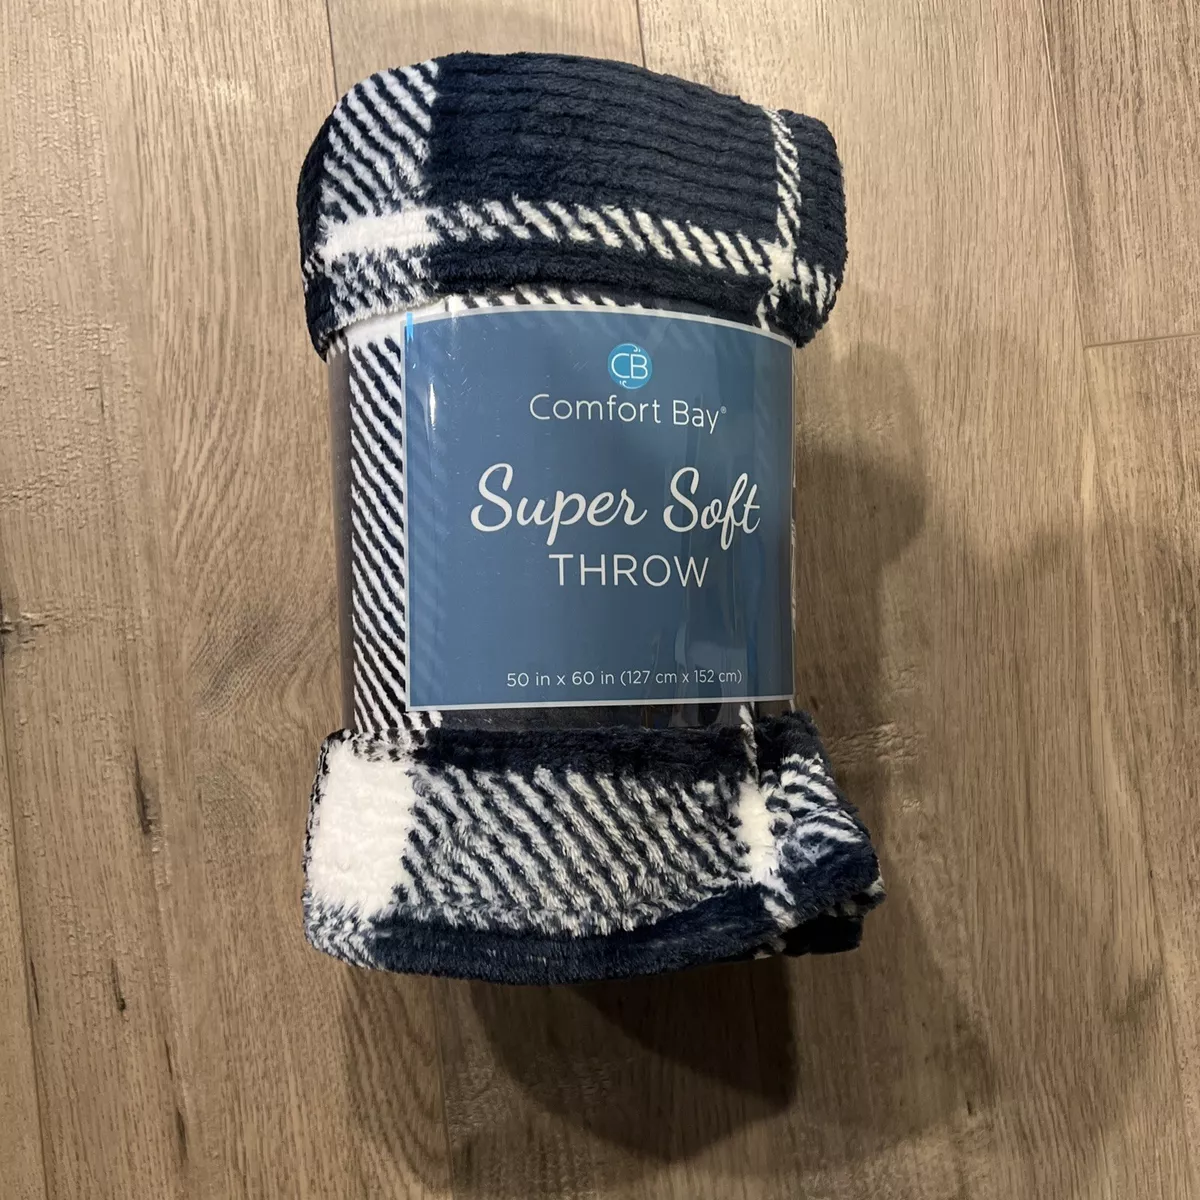 CB
Comfort Bay®
Super Soft
THROW
50 in x 60 in (127 cm x 152 cm)